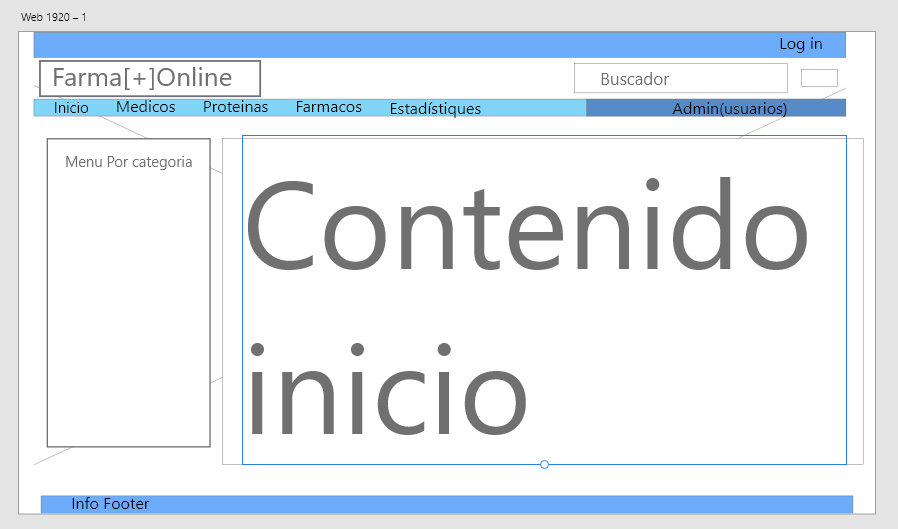 Web 1920 – 1
Log in
Farma[+]Online
Buscador
Inicio Medicos Proteinas Farmacos Estadístiques Admin(usuarios)
Menu Por categoria
Contenido
inicio
Info Footer